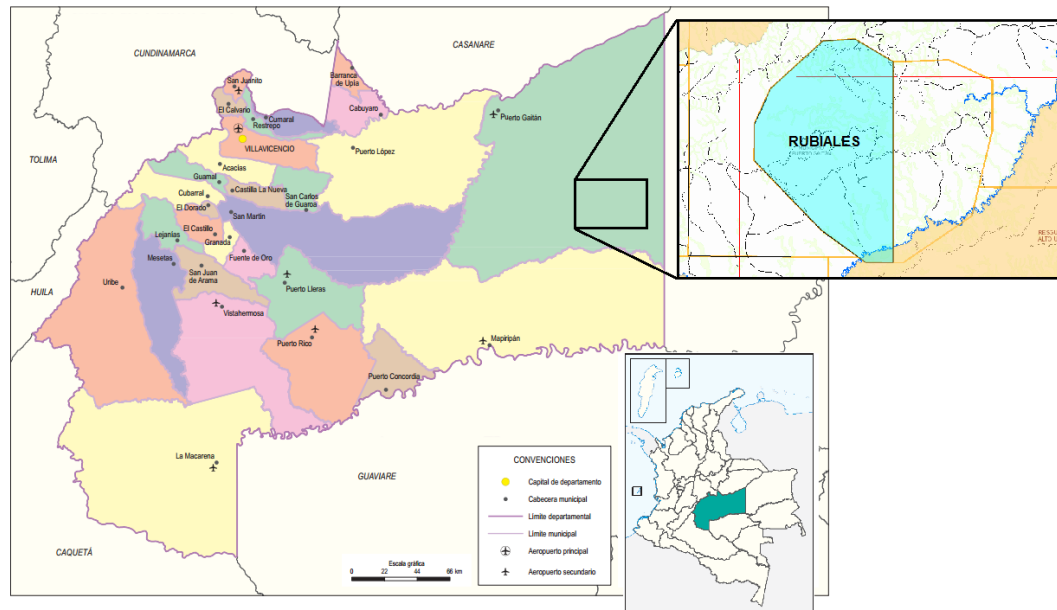 CUNDINAMARCA
CASANARE
San Juanito
Barranca
de Upía
El Calvario
Cumaral
Restrepo
Cabuyaro
Puerto Gaitán
VILLAVICENCIO
Puerto López
TOLIMA
Acacías
Guamal
Castilla La Nueva
Cubarral
San Carlos
de Guaroa
El Dorado
San Martín
El Castillo
Granada
Lejanías
Fuente de Oro
Mesetas
San Juan
de Arama
HUILA
Uribe
Puerto Lleras
Vistahermosa
Puerto Rico
Mapiripán
Puerto Concordia
La Macarena
GUAVIARE
CAQUETÁ
RUBIALES
RESGU
ALTO U
CONVENCIONES
Capital de departamento
Cabecera municipal
Límite departamental
Límite municipal
Aeropuerto principal
Aeropuerto secundario
Escala gráfica
0 22 44 66 km